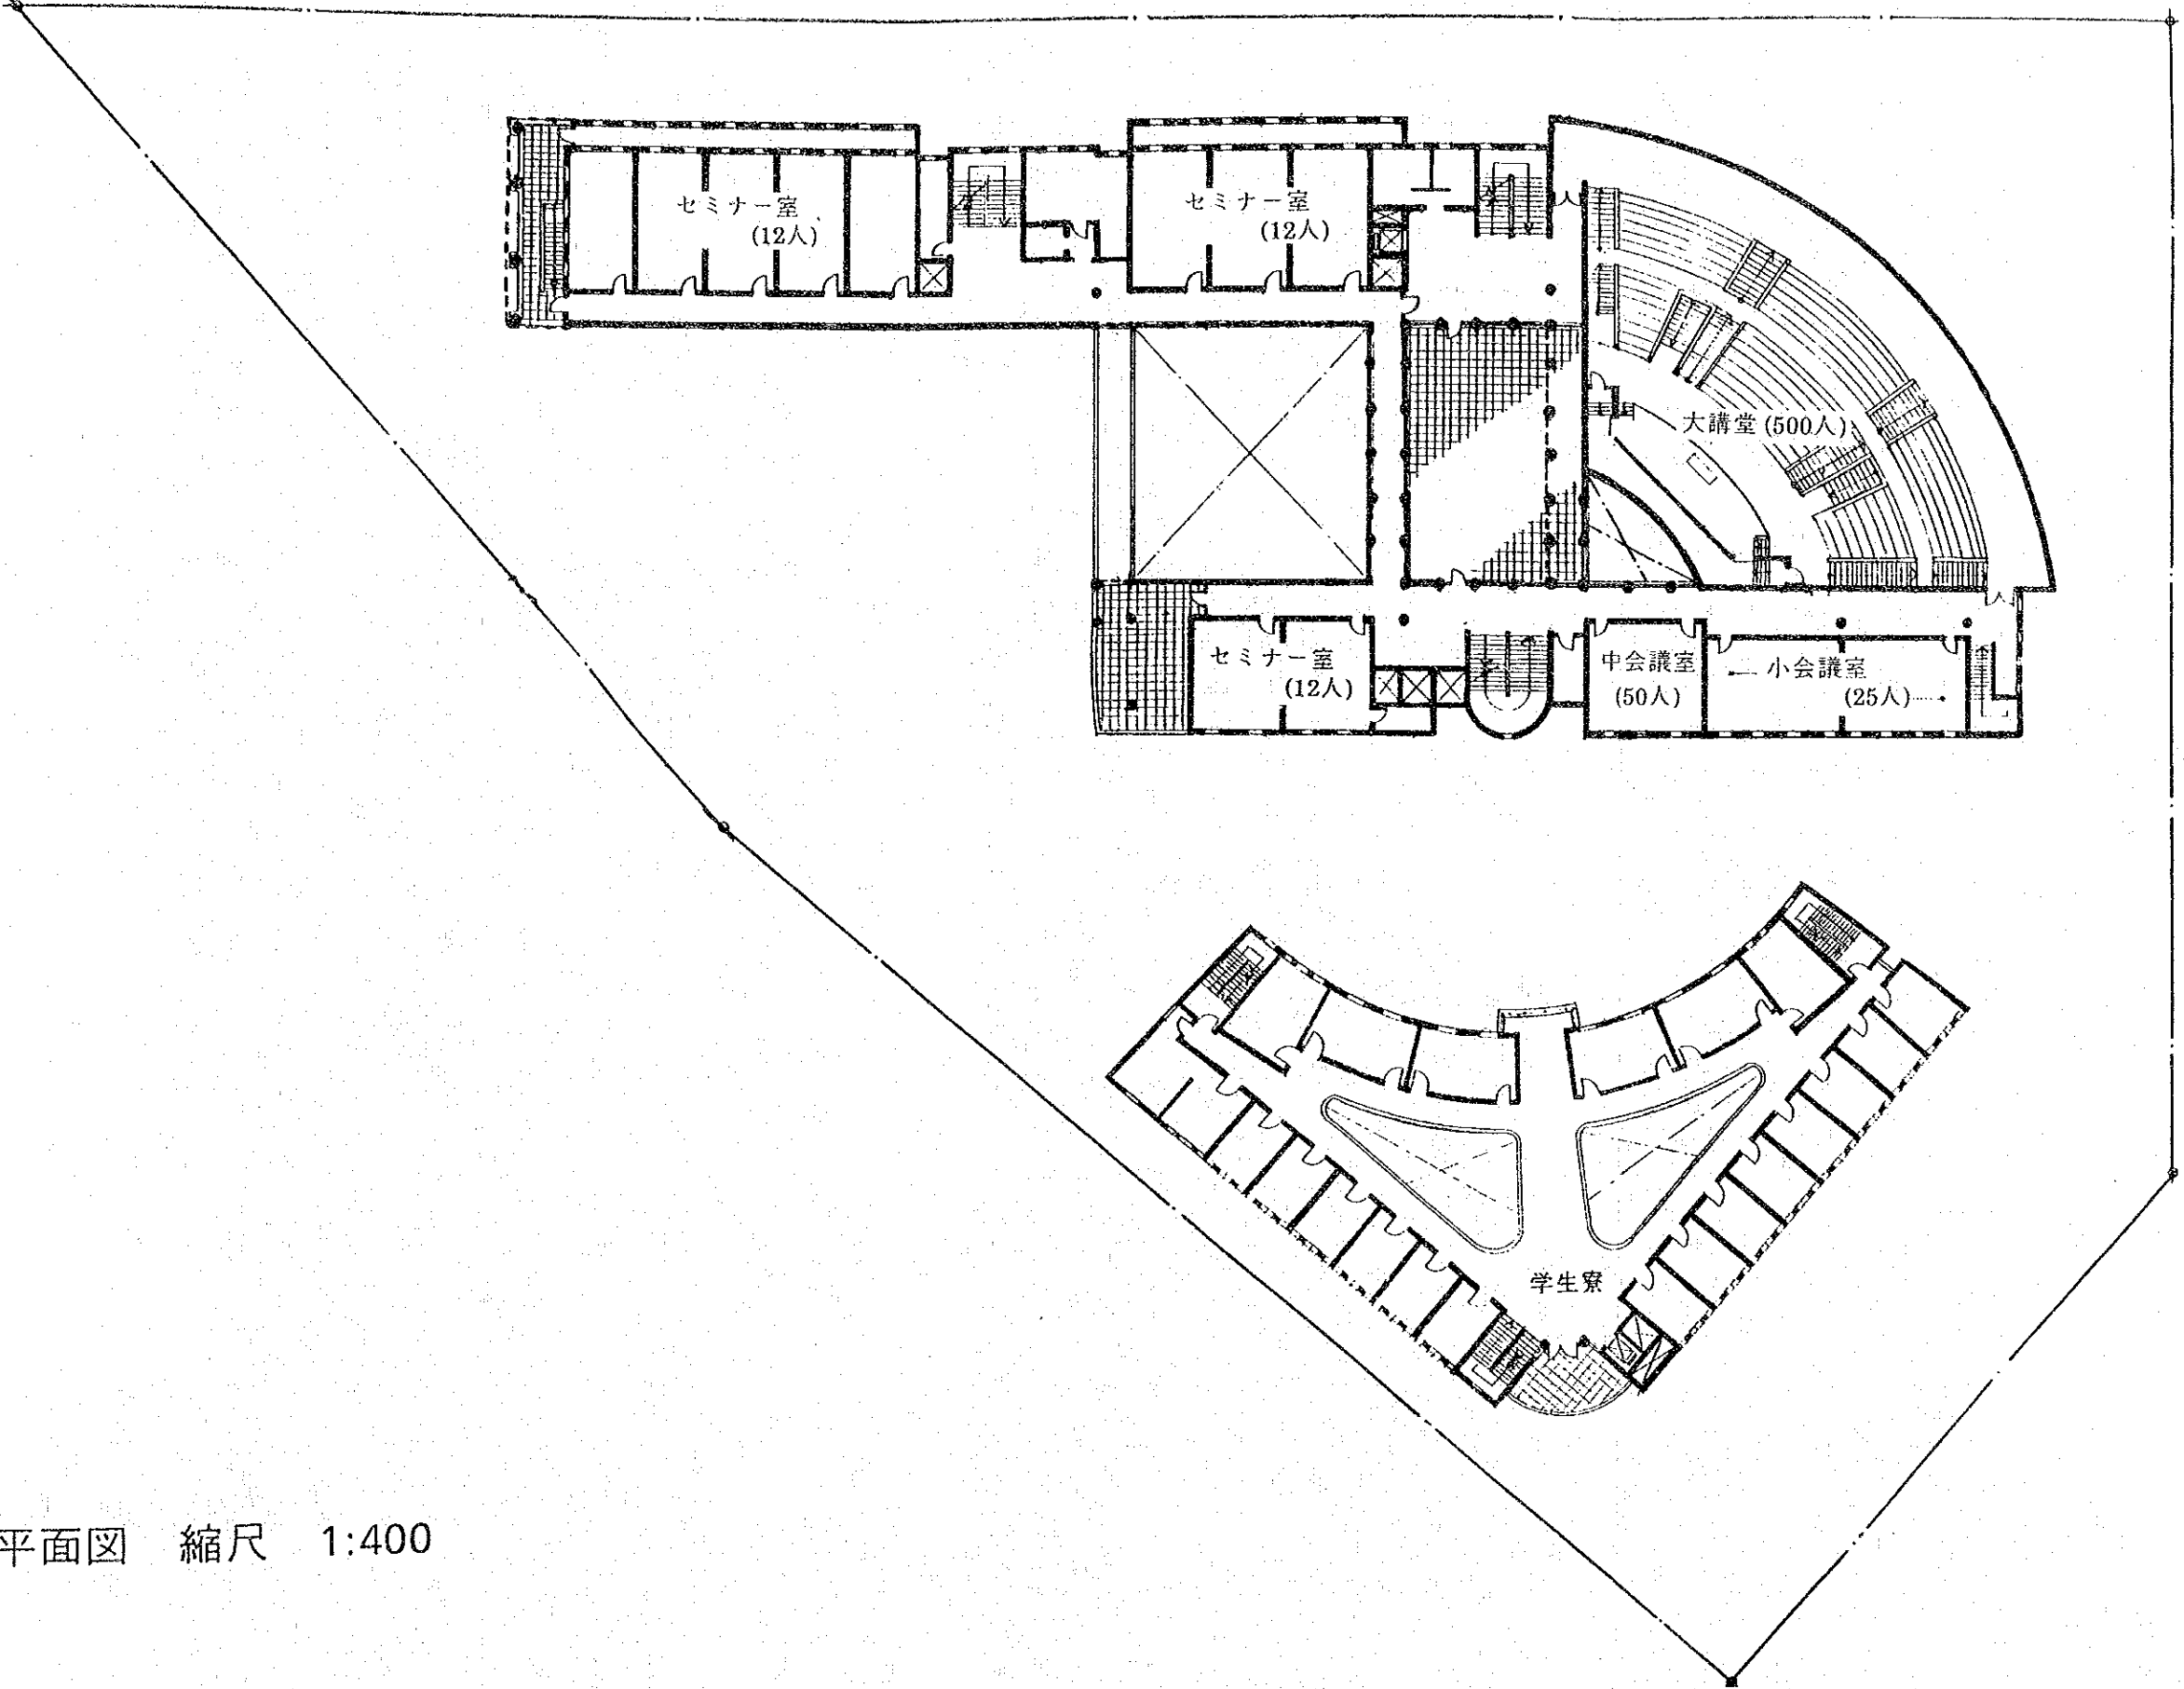 セミナー室
(12人)
セミナー室
(12人)
大講堂(500人)
セミナー室
(12人)
中会議室
(50人)
小会議室
(25人)
学生寮
平面図 縮尺 1:400